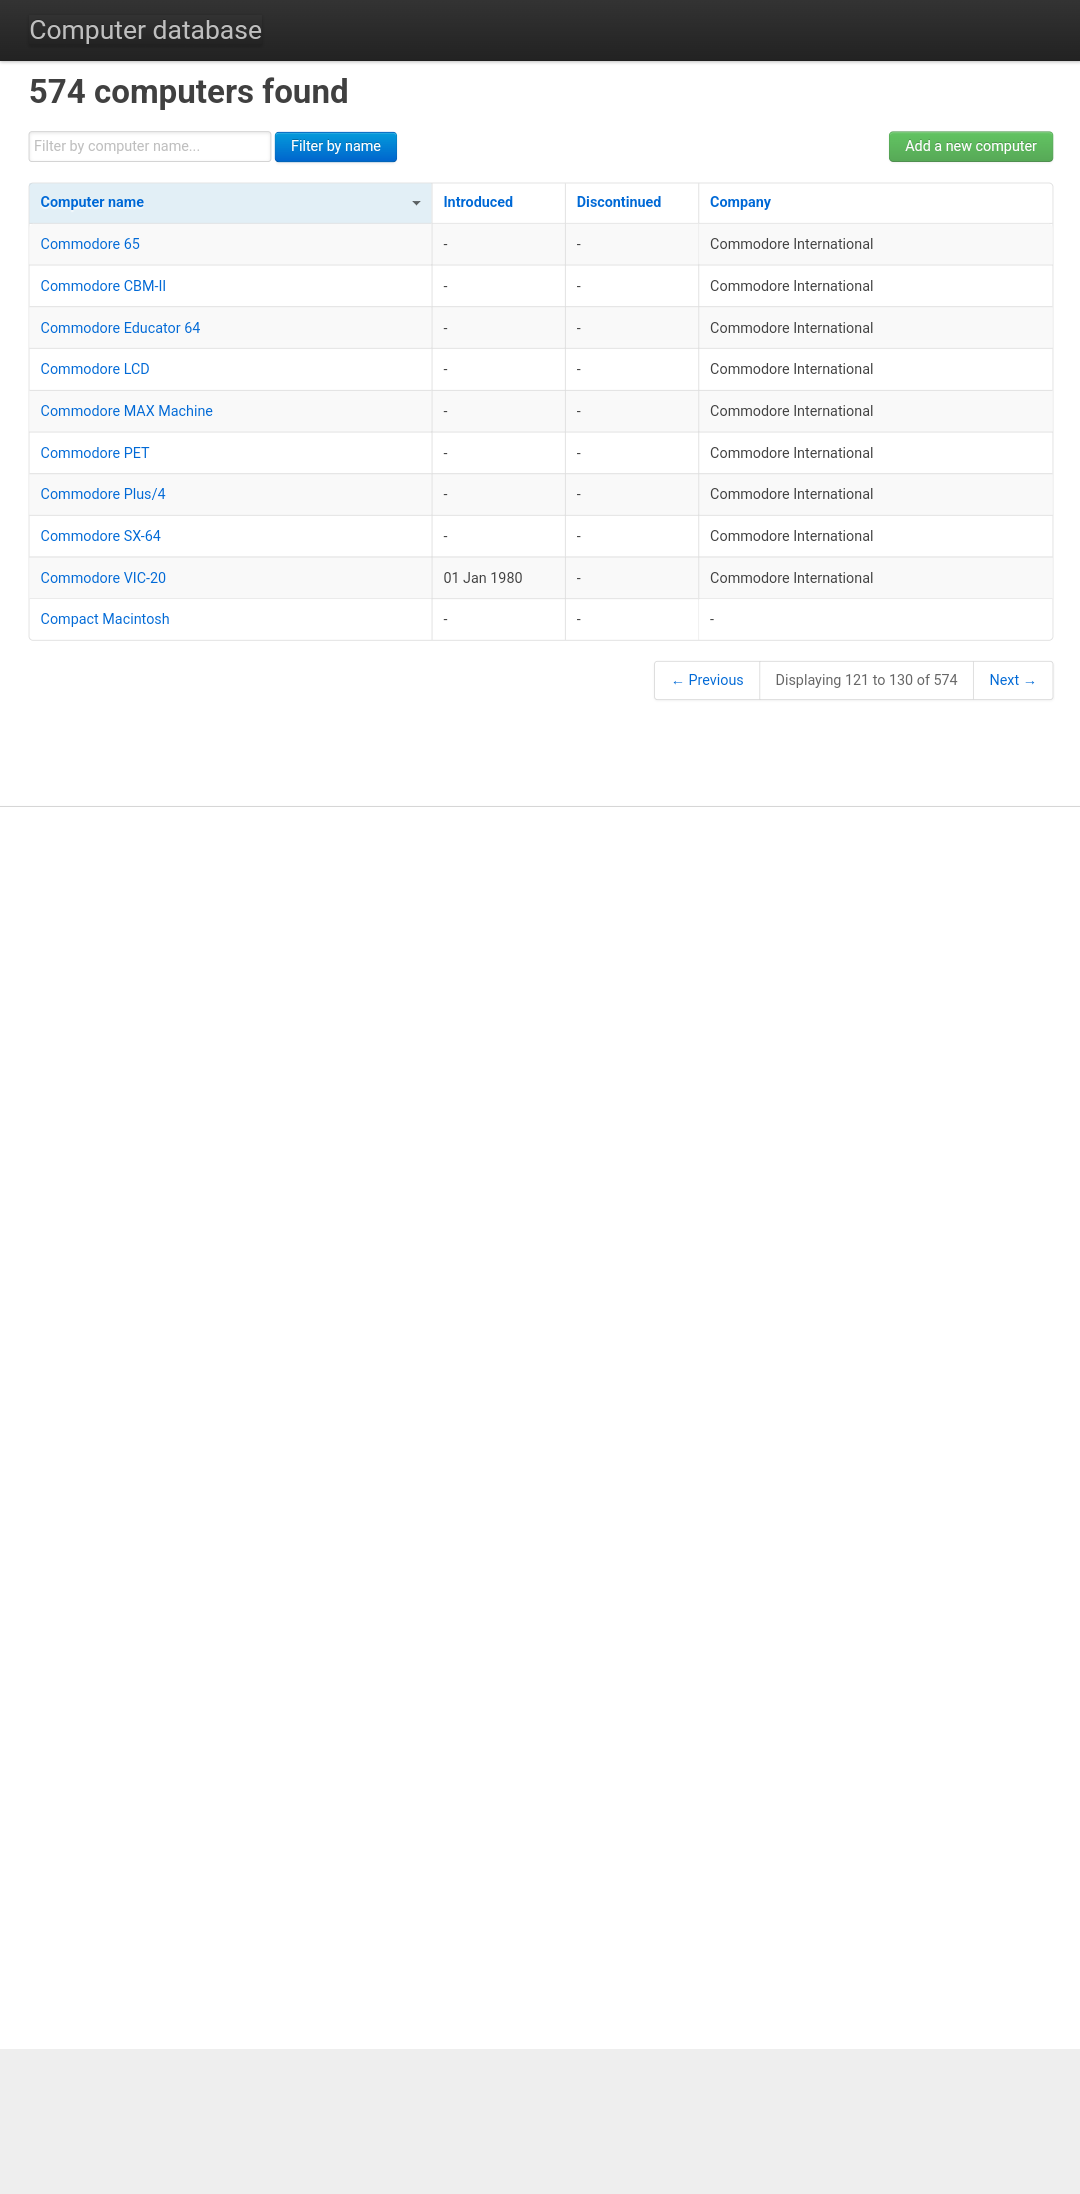 Computer database
574 computers found
Filter by computer name... Filter by name Add a new computer
Computer name Introduced Discontinued Company
Commodore 65 - - Commodore International
Commodore CBM-II - - Commodore International
Commodore Educator 64 - - Commodore International
Commodore LCD - - Commodore International
Commodore MAX Machine - - Commodore International
Commodore PET - - Commodore International
Commodore Plus/4 - - Commodore International
Commodore SX-64 - - Commodore International
Commodore VIC-20 01 Jan 1980 - Commodore International
Compact Macintosh - - -
← Previous Displaying 121 to 130 of 574 Next →